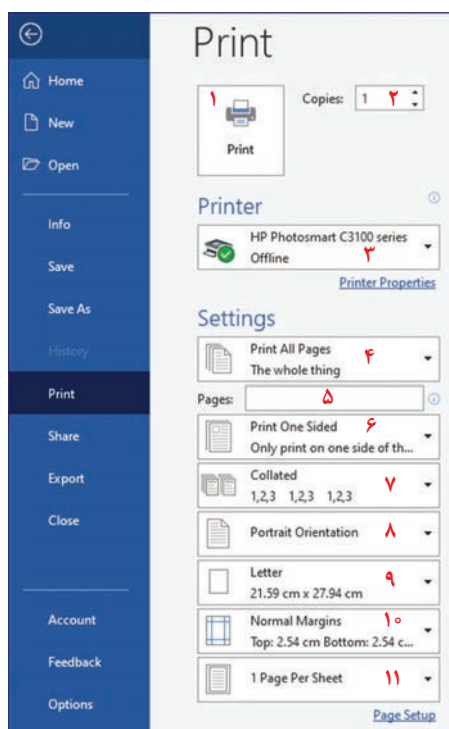 Print
Home
New
Open
Info
Save
Save As
History
Print
Share
Export
Close
Account
Feedback
Options
۱
Print
Copies: 1 ۲
Printer
HP Photosmart C3100 series
Offline ۳
Printer Properties
Settings
Print All Pages ۴
The whole thing
Pages: ۵
Print One Sided ۶
Only print on one side of th...
Collated ۷
1,2,3 1,2,3 1,2,3
Portrait Orientation ۸
Letter ۹
21.59 cm x 27.94 cm
Normal Margins ۱۰
Top: 2.54 cm Bottom: 2.54 c...
1 Page Per Sheet ۱۱
Page Setup